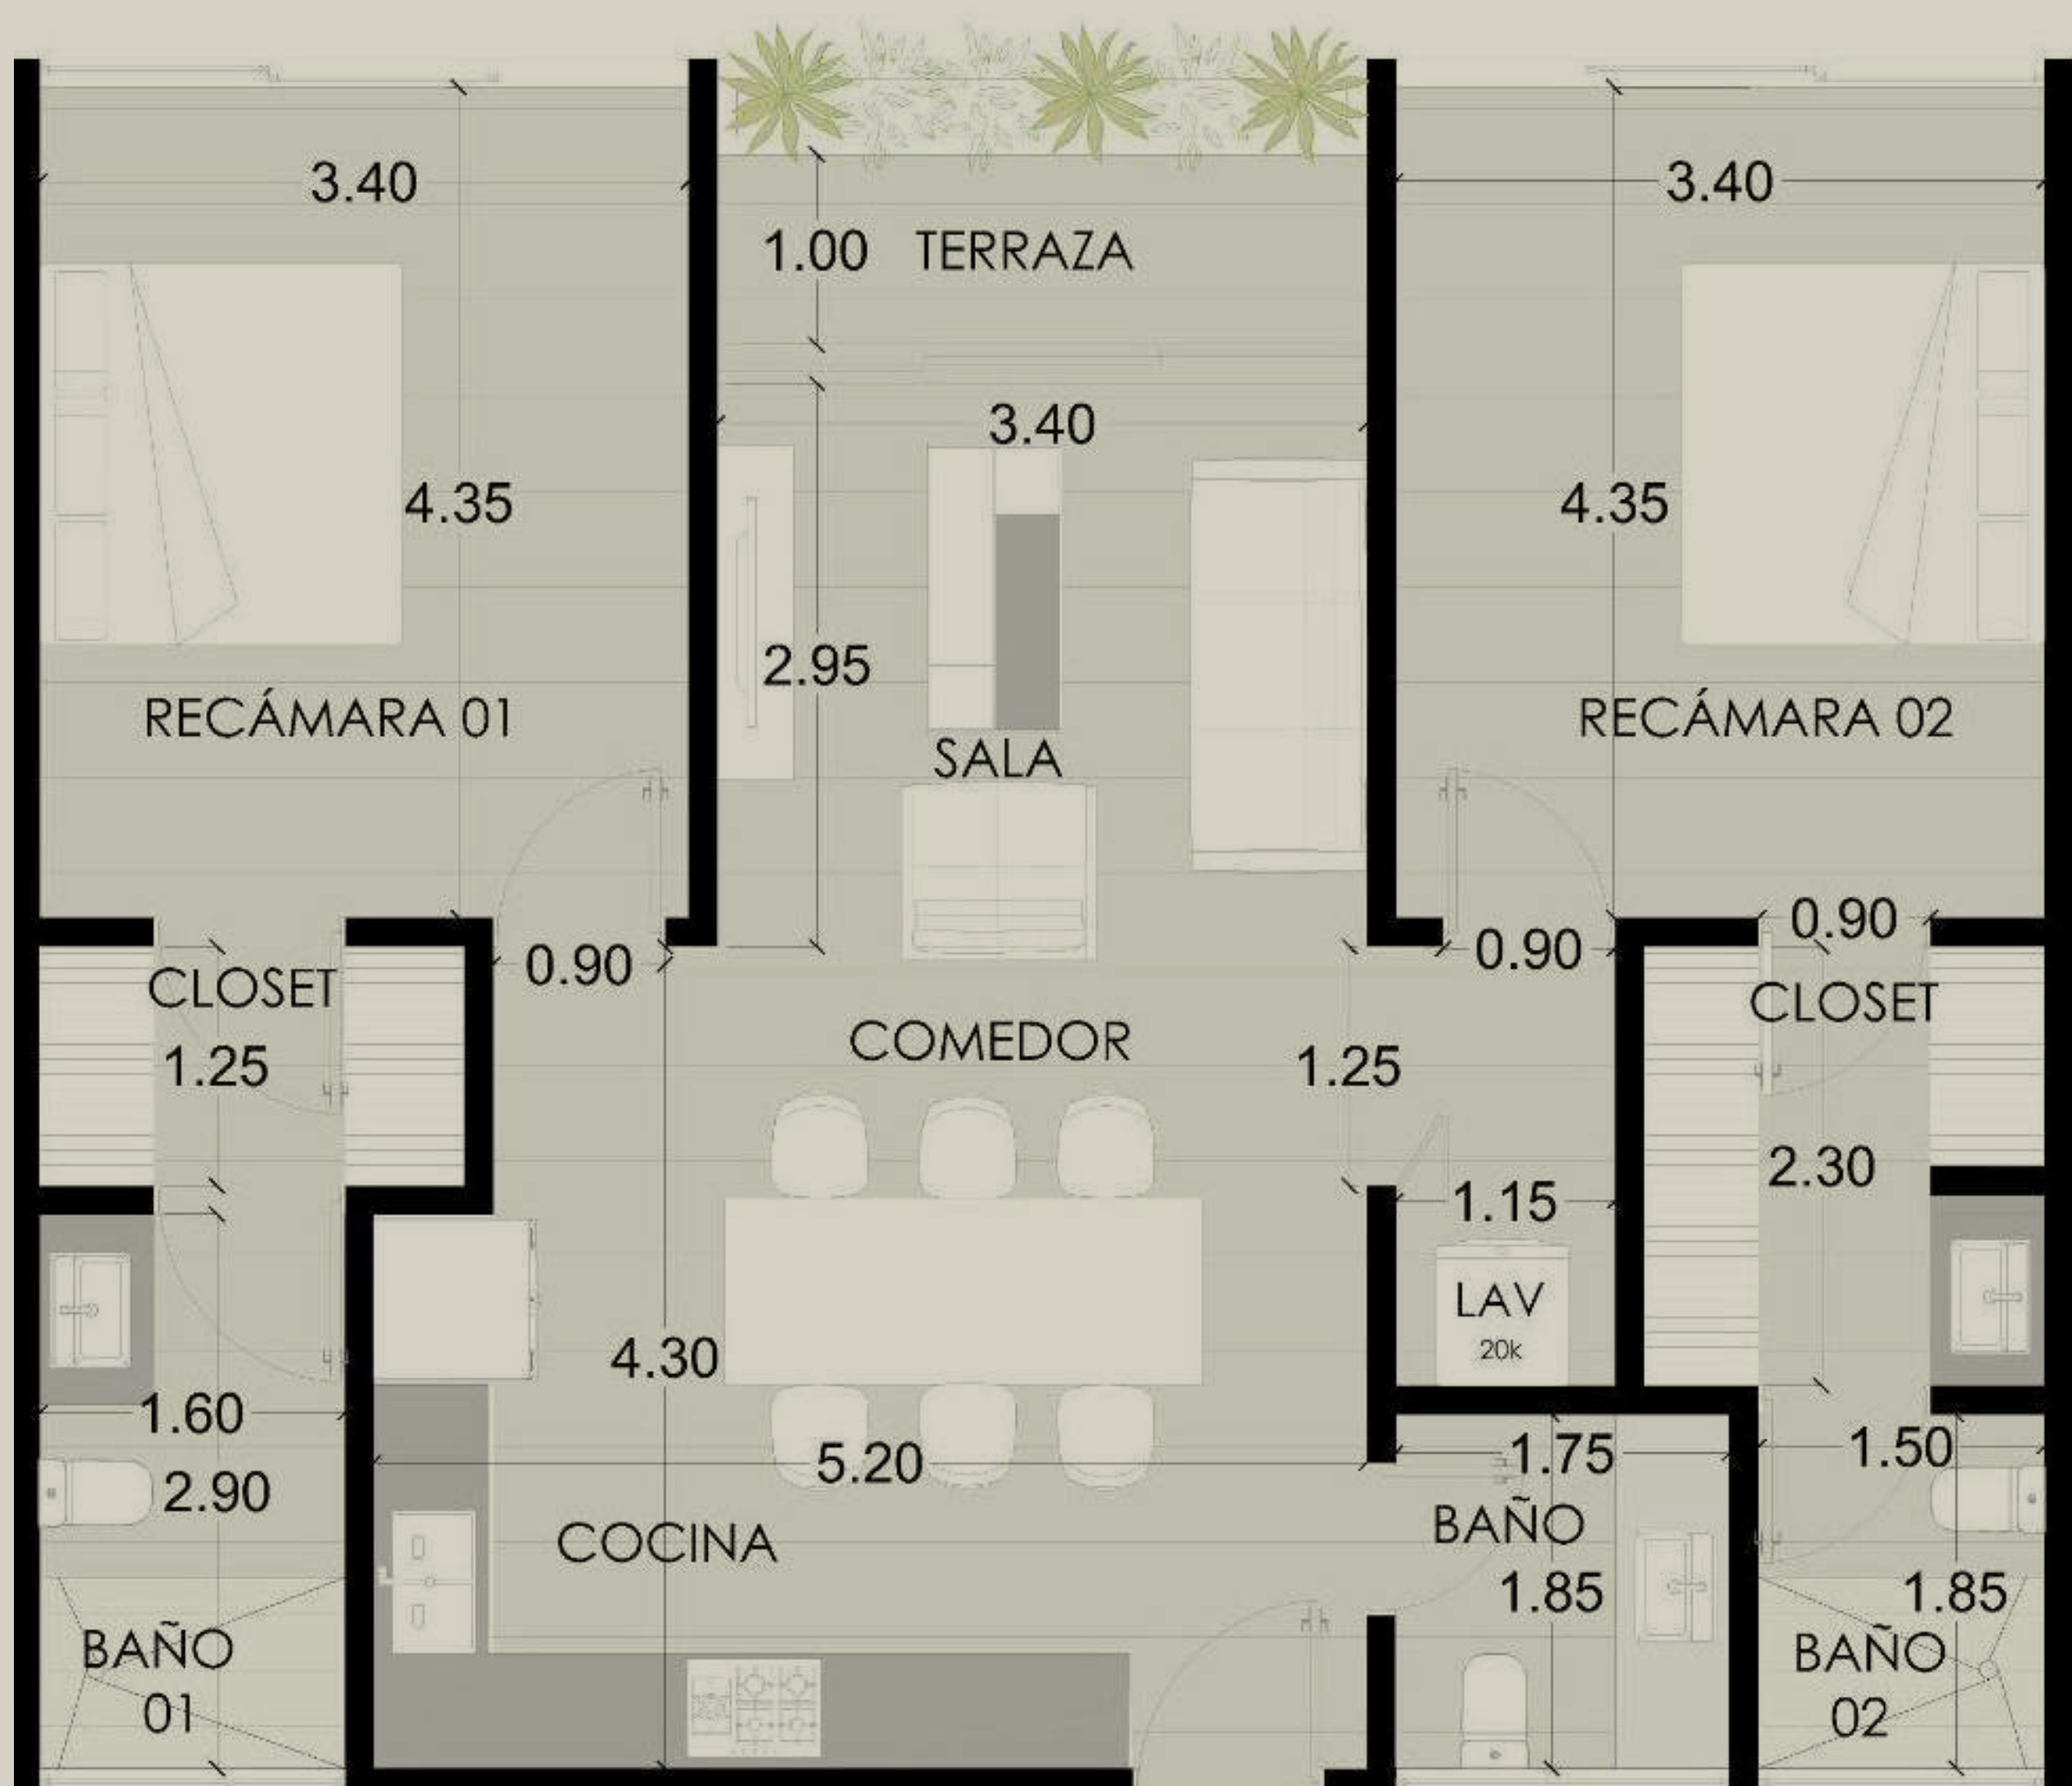 3.40
3.40
1.00 TERRAZA
3.40
4.35
4.35
2.95
RECÁMARA 01
RECÁMARA 02
SALA
0.90
0.90
0.90
CLOSET
CLOSET
COMEDOR
1.25
1.25
2.30
1.15
LAV
20k
4.30
1.60
5.20
1.75
1.50
2.90
BAÑO
COCINA
1.85
1.85
BAÑO
01
BAÑO
02